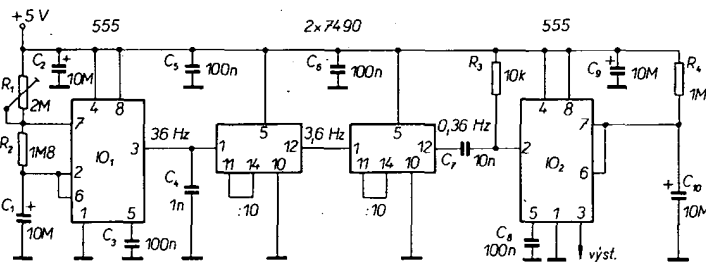 +5 V
555
2×7490
555
C2
+
10M
C5
100n
C6
100n
R3
10k
C9
+
10M
R4
1M
R1
2M
4
8
5
5
4
8
7
36 Hz
3,6 Hz
0,36 Hz
7
R2
1M8
IO1
3
1
12
1
12
C7
10n
2
IO2
2
6
11
14
10
11
14
10
6
C1
+
10M
C4
1n
:10
:10
C10
+
10M
1
5
C3
100n
5
1
3
C8
100n
výst.